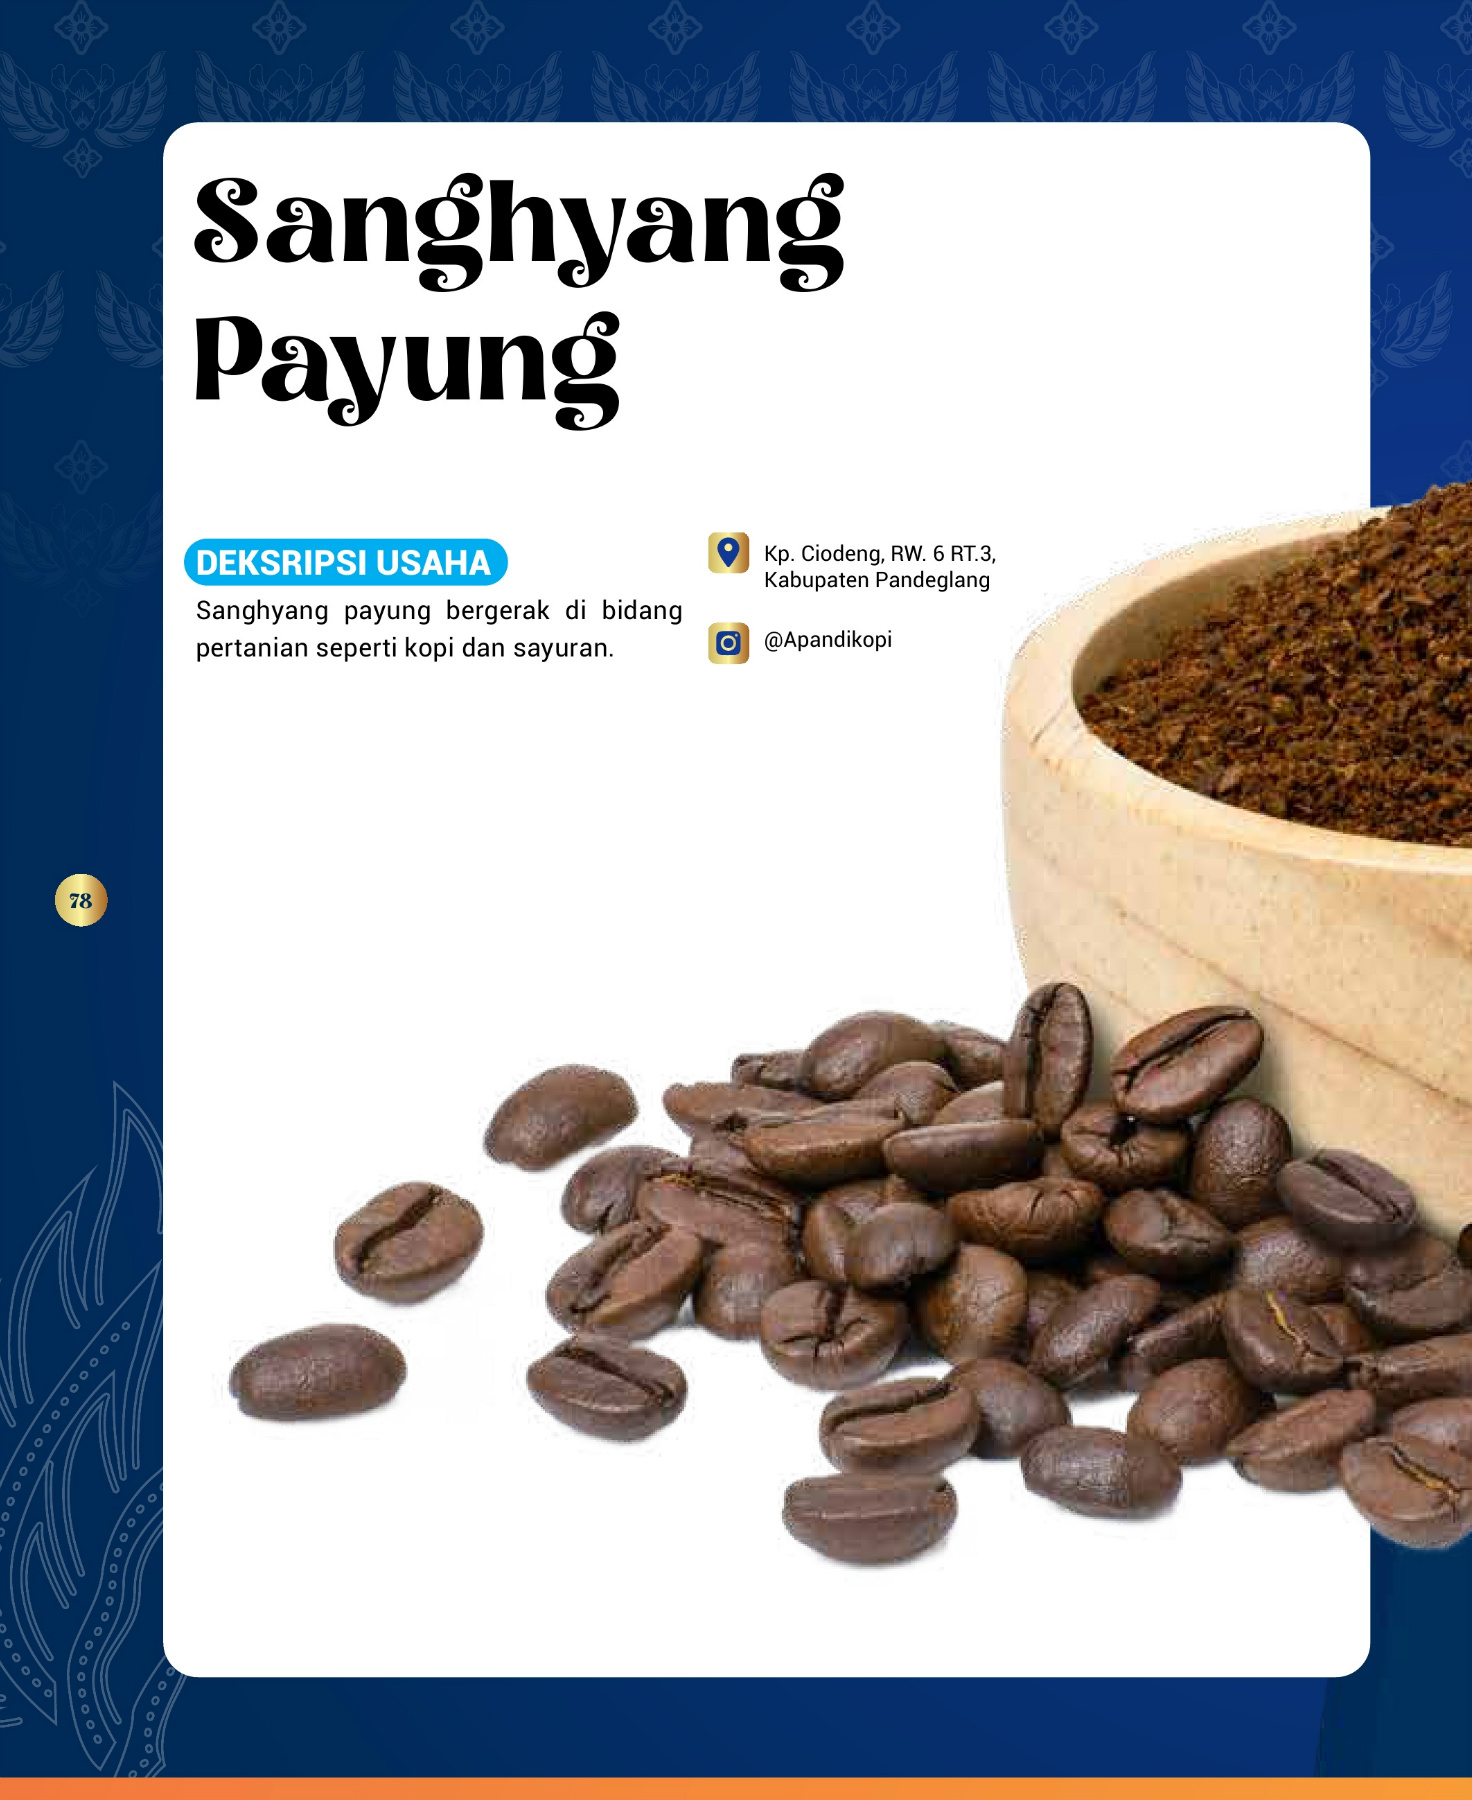 Sanghyang
Payung
DEKSRIPSI USAHA
Sanghyang payung bergerak di bidang
pertanian seperti kopi dan sayuran.
Kp. Ciodeng, RW. 6 RT.3,
Kabupaten Pandeglang
@Apandikopi
78